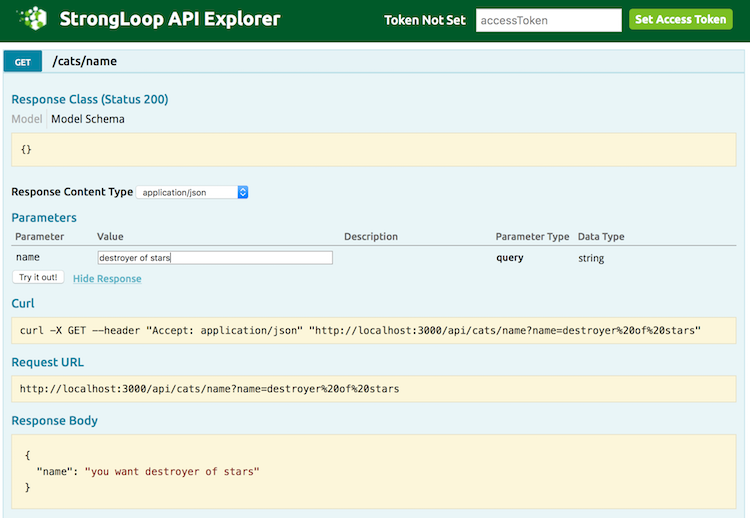 StrongLoop API Explorer Token Not Set accessToken Set Access Token
GET /cats/name
Response Class (Status 200)
Model Model Schema
{}
Response Content Type application/json
Parameters
Parameter Value Description Parameter Type Data Type
name destroyer of stars query string
Try it out! Hide Response
Curl
curl -X GET --header "Accept: application/json" "http://localhost:3000/api/cats/name?name=destroyer%20of%20stars"
Request URL
http://localhost:3000/api/cats/name?name=destroyer%20of%20stars
Response Body
{
"name": "you want destroyer of stars"
}